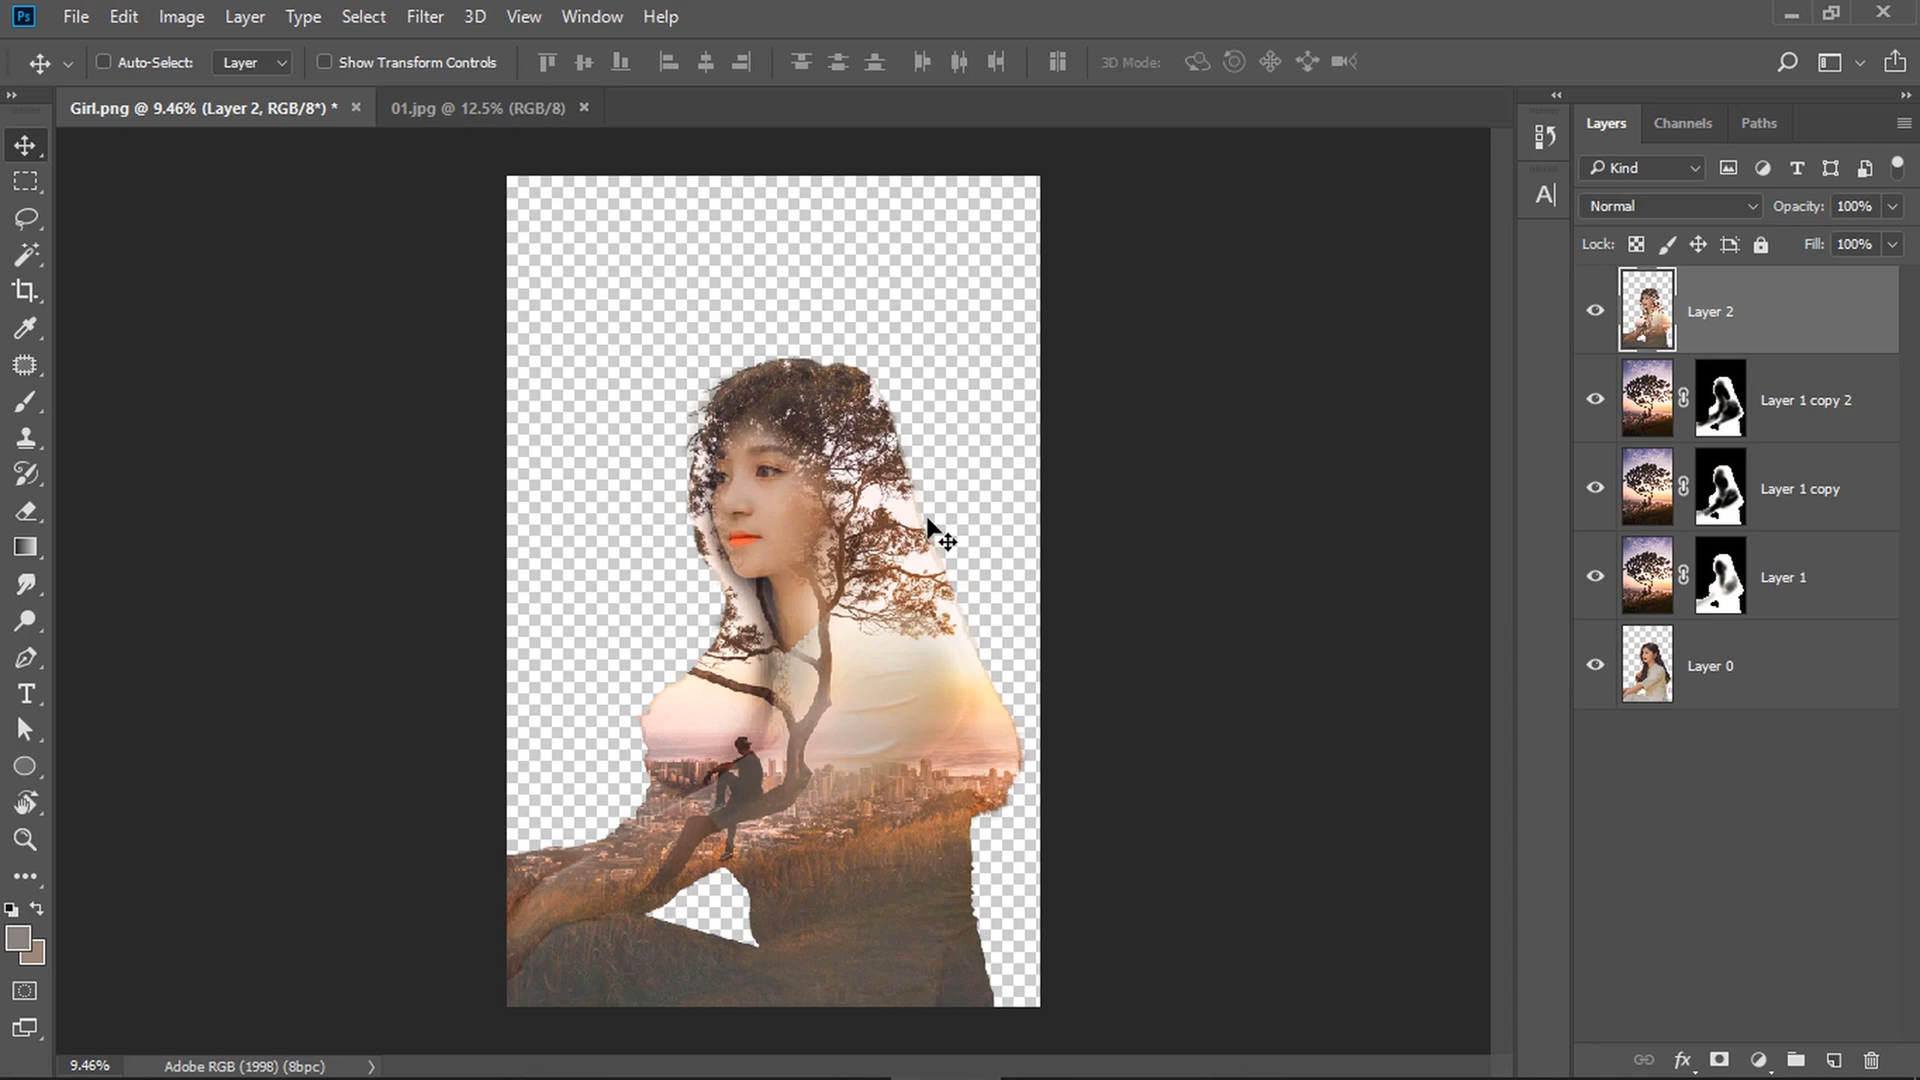 Ps File Edit Image Layer Type Select Filter 3D View Window Help
Auto-Select: Layer Show Transform Controls 3D Mode:
Girl.png @ 9.46% (Layer 2, RGB/8*) * 01.jpg @ 12.5% (RGB/8)
Layers Channels Paths
Kind
Normal Opacity: 100%
Lock: Fill: 100%
Layer 2
Layer 1 copy 2
Layer 1 copy
Layer 1
Layer 0
9.46% Adobe RGB (1998) (8bpc)
fx